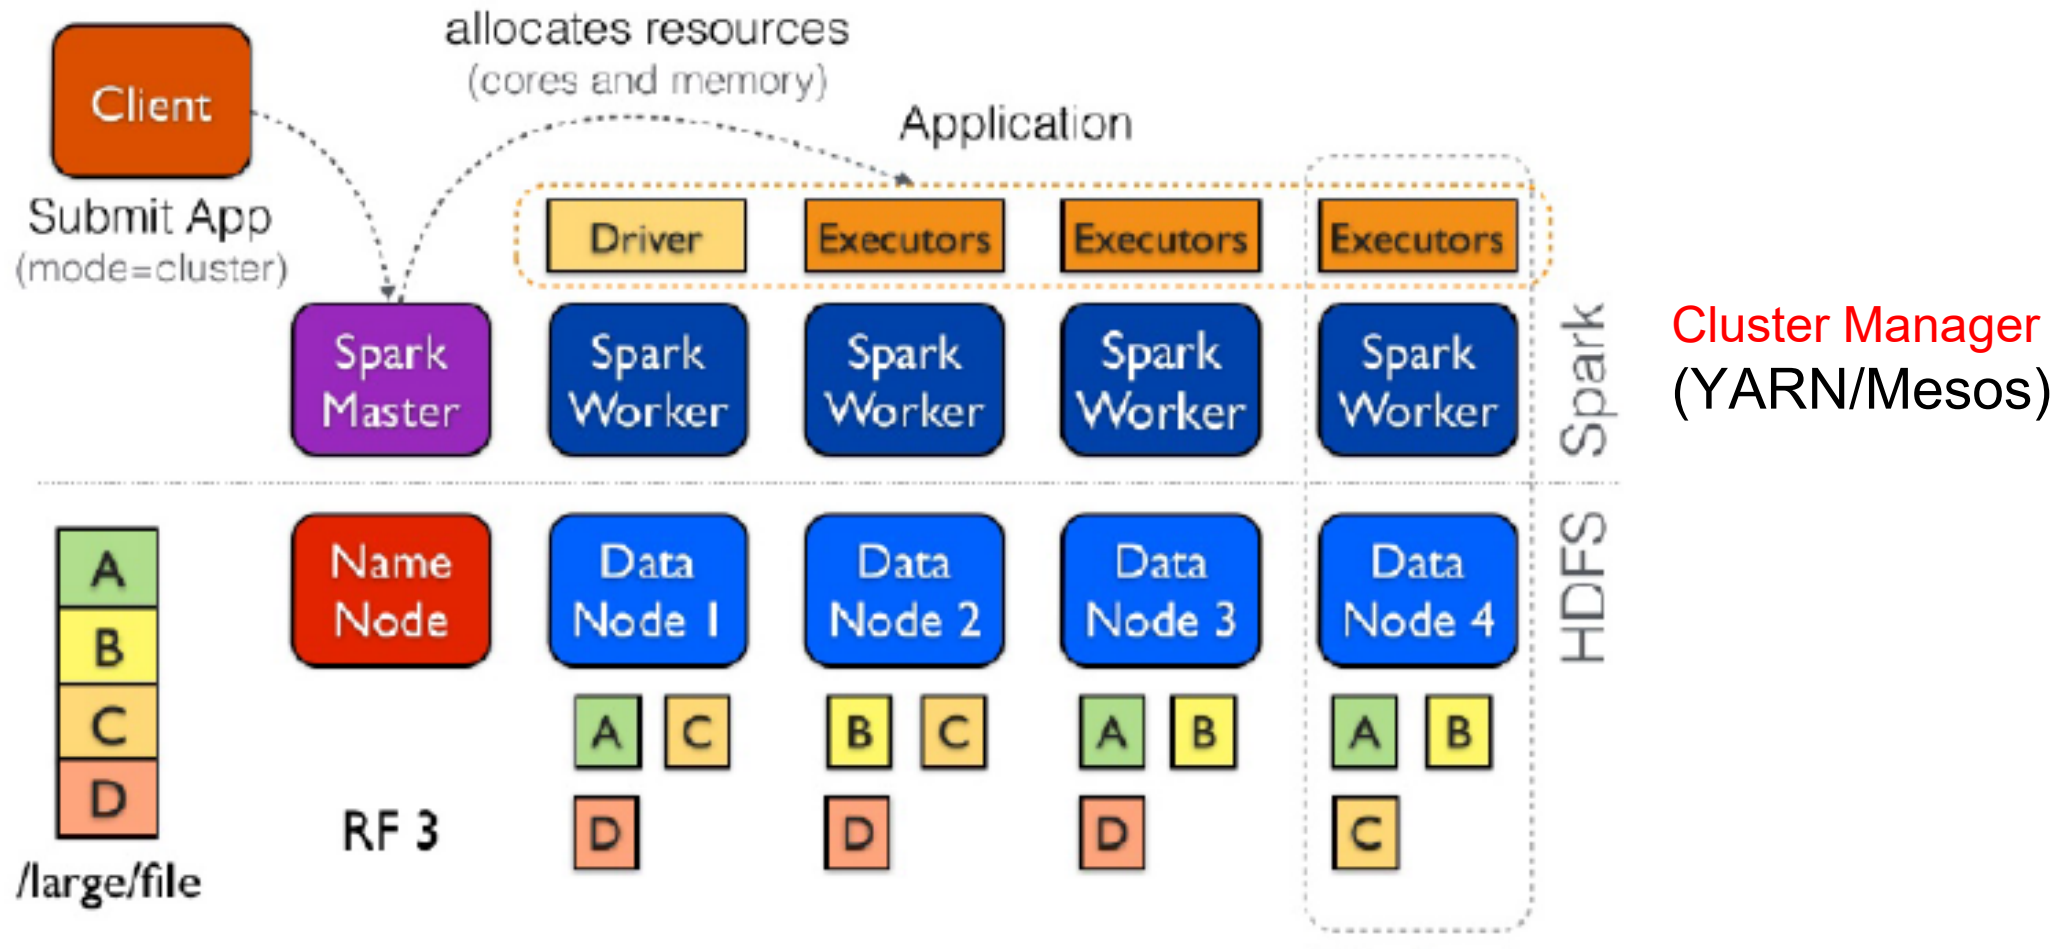 allocates resources
(cores and memory)
Client
Application
Submit App
(mode=cluster)
Driver
Executors
Executors
Executors
Spark
Master
Spark
Worker
Spark
Worker
Spark
Worker
Spark
Worker
Spark
Cluster Manager
(YARN/Mesos)
A
B
C
D
/large/file
Name
Node
Data
Node 1
Data
Node 2
Data
Node 3
Data
Node 4
HDFS
RF 3
A
C
D
B
C
D
A
B
D
A
B
C